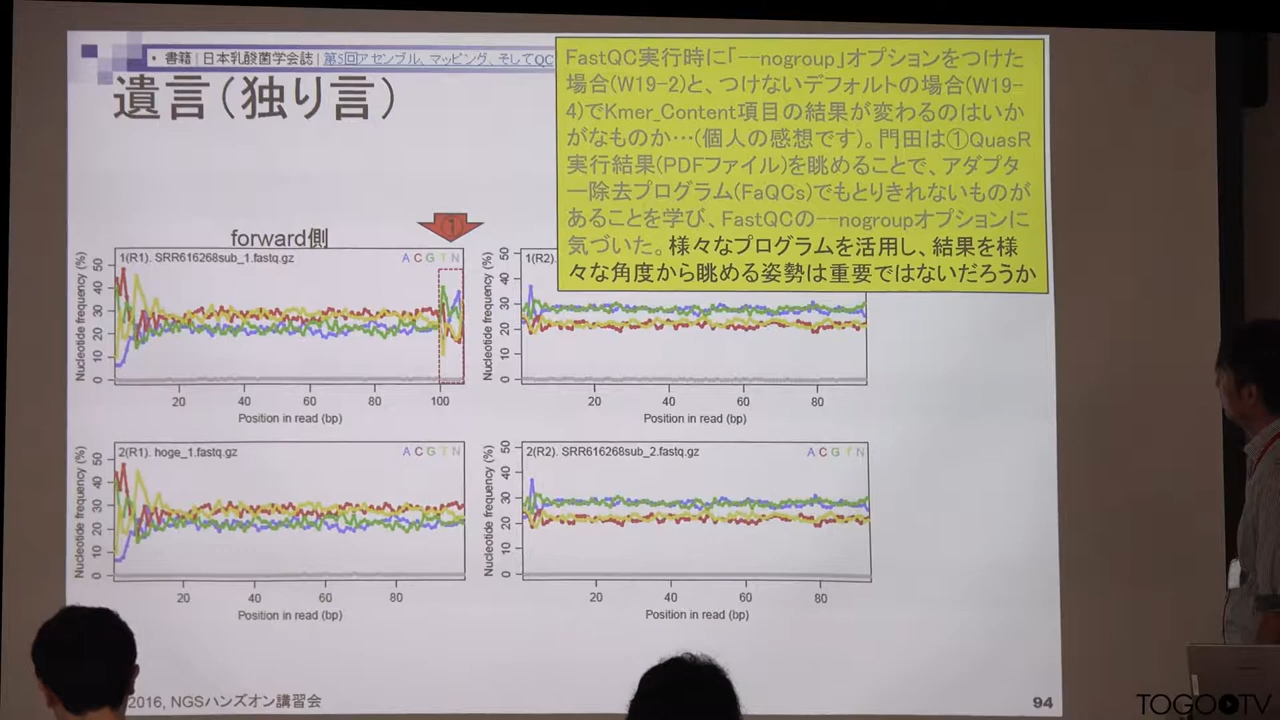 ・書籍 | 日本乳酸菌学会誌 | 第5回アセンブル、マッピング、そしてQC
遺言(独り言)
FastQC実行時に「--nogroup」オプションをつけた
場合(W19-2)と、つけないデフォルトの場合(W19-
4)でKmer_Content項目の結果が変わるのはいか
がなものか…(個人の感想です)。門田は①QuasR
実行結果(PDFファイル)を眺めることで、アダプタ
ー除去プログラム(FaQCs)でもとりきれないものが
あることを学び、FastQCの--nogroupオプションに
気づいた。様々なプログラムを活用し、結果を様
々な角度から眺める姿勢は重要ではないだろうか
①
forward側
1(R1). SRR616268sub_1.fastq.gz
A C G T N
Nucleotide frequency (%)
0 10 20 30 40 50
20 40 60 80 100
Position in read (bp)
1(R2).
Nucleotide frequency (%)
0 10 20 30 40 50
20 40 60 80
Position in read (bp)
2(R1). hoge_1.fastq.gz
A C G T N
Nucleotide frequency (%)
0 10 20 30 40 50
20 40 60 80
Position in read (bp)
2(R2). SRR616268sub_2.fastq.gz
A C G T N
Nucleotide frequency (%)
0 10 20 30 40 50
20 40 60 80
Position in read (bp)
2016, NGSハンズオン講習会
94
TOGOTV